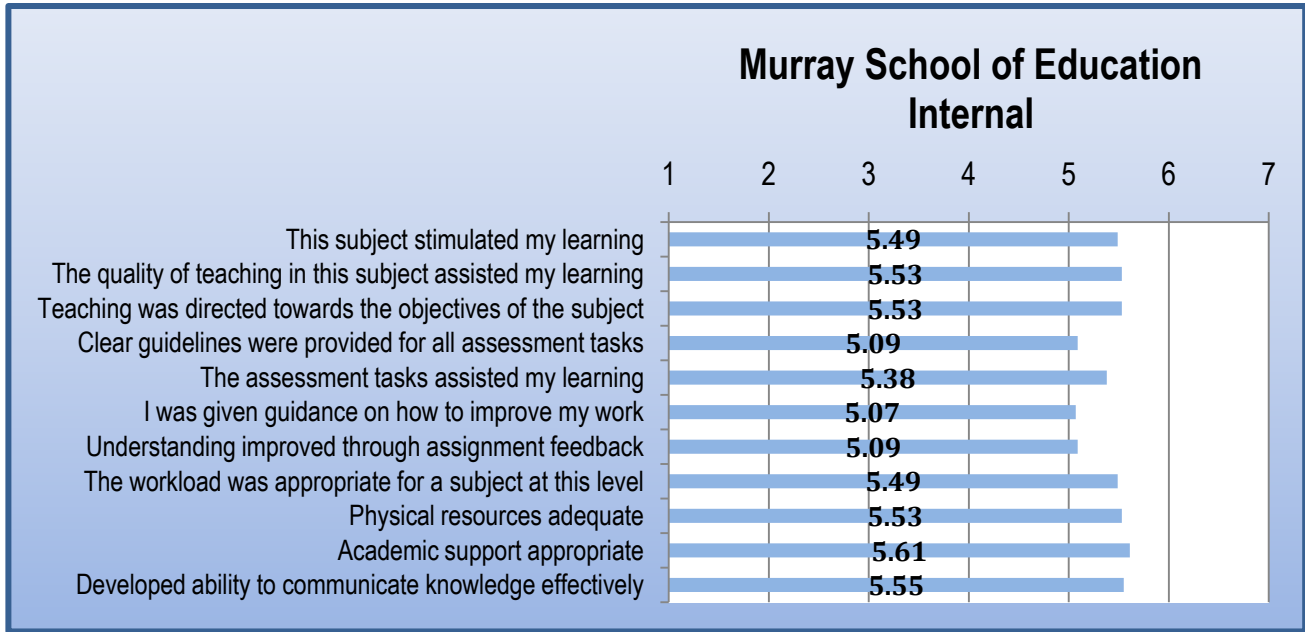 Murray School of Education
Internal
1 2 3 4 5 6 7
This subject stimulated my learning 5.49
The quality of teaching in this subject assisted my learning 5.53
Teaching was directed towards the objectives of the subject 5.53
Clear guidelines were provided for all assessment tasks 5.09
The assessment tasks assisted my learning 5.38
I was given guidance on how to improve my work 5.07
Understanding improved through assignment feedback 5.09
The workload was appropriate for a subject at this level 5.49
Physical resources adequate 5.53
Academic support appropriate 5.61
Developed ability to communicate knowledge effectively 5.55